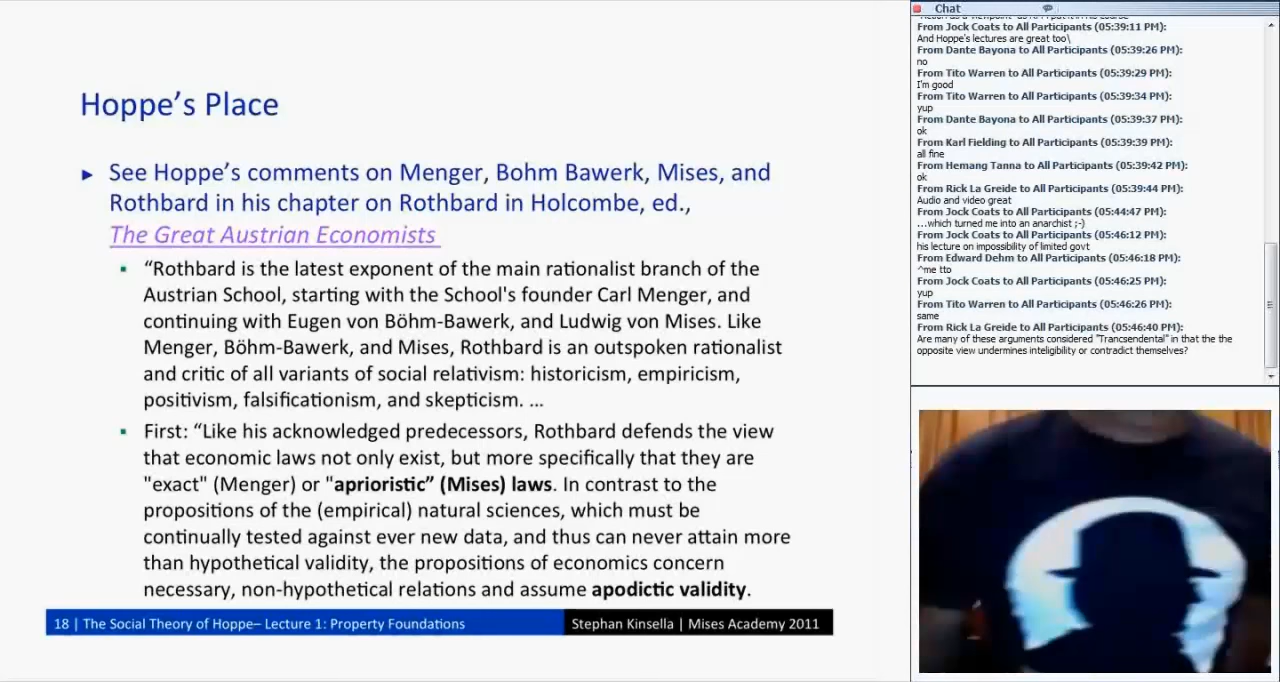 Hoppe's Place
► See Hoppe's comments on Menger, Bohm Bawerk, Mises, and
Rothbard in his chapter on Rothbard in Holcombe, ed.,
The Great Austrian Economists
▪ “Rothbard is the latest exponent of the main rationalist branch of the
Austrian School, starting with the School's founder Carl Menger, and
continuing with Eugen von Böhm-Bawerk, and Ludwig von Mises. Like
Menger, Böhm-Bawerk, and Mises, Rothbard is an outspoken rationalist
and critic of all variants of social relativism: historicism, empiricism,
positivism, falsificationism, and skepticism. ...
▪ First: “Like his acknowledged predecessors, Rothbard defends the view
that economic laws not only exist, but more specifically that they are
"exact" (Menger) or "aprioristic” (Mises) laws. In contrast to the
propositions of the (empirical) natural sciences, which must be
continually tested against ever new data, and thus can never attain more
than hypothetical validity, the propositions of economics concern
necessary, non-hypothetical relations and assume apodictic validity.
18 | The Social Theory of Hoppe– Lecture 1: Property Foundations
Stephan Kinsella | Mises Academy 2011
Chat
From Jock Coats to All Participants (05:39:11 PM):
And Hoppe's lectures are great too\
From Dante Bayona to All Participants (05:39:26 PM):
no
From Tito Warren to All Participants (05:39:29 PM):
I'm good
From Tito Warren to All Participants (05:39:34 PM):
yup
From Dante Bayona to All Participants (05:39:37 PM):
ok
From Karl Fielding to All Participants (05:39:39 PM):
all fine
From Hemang Tanna to All Participants (05:39:42 PM):
ok
From Rick La Greide to All Participants (05:39:44 PM):
Audio and video great
From Jock Coats to All Participants (05:44:47 PM):
...which turned me into an anarchist ;-)
From Jock Coats to All Participants (05:46:12 PM):
his lecture on impossibility of limited govt
From Edward Dehm to All Participants (05:46:18 PM):
^me tto
From Jock Coats to All Participants (05:46:25 PM):
yup
From Tito Warren to All Participants (05:46:26 PM):
same
From Rick La Greide to All Participants (05:46:40 PM):
Are many of these arguments considered "Trancsendental" in that the the
opposite view undermines inteligibility or contradict themselves?